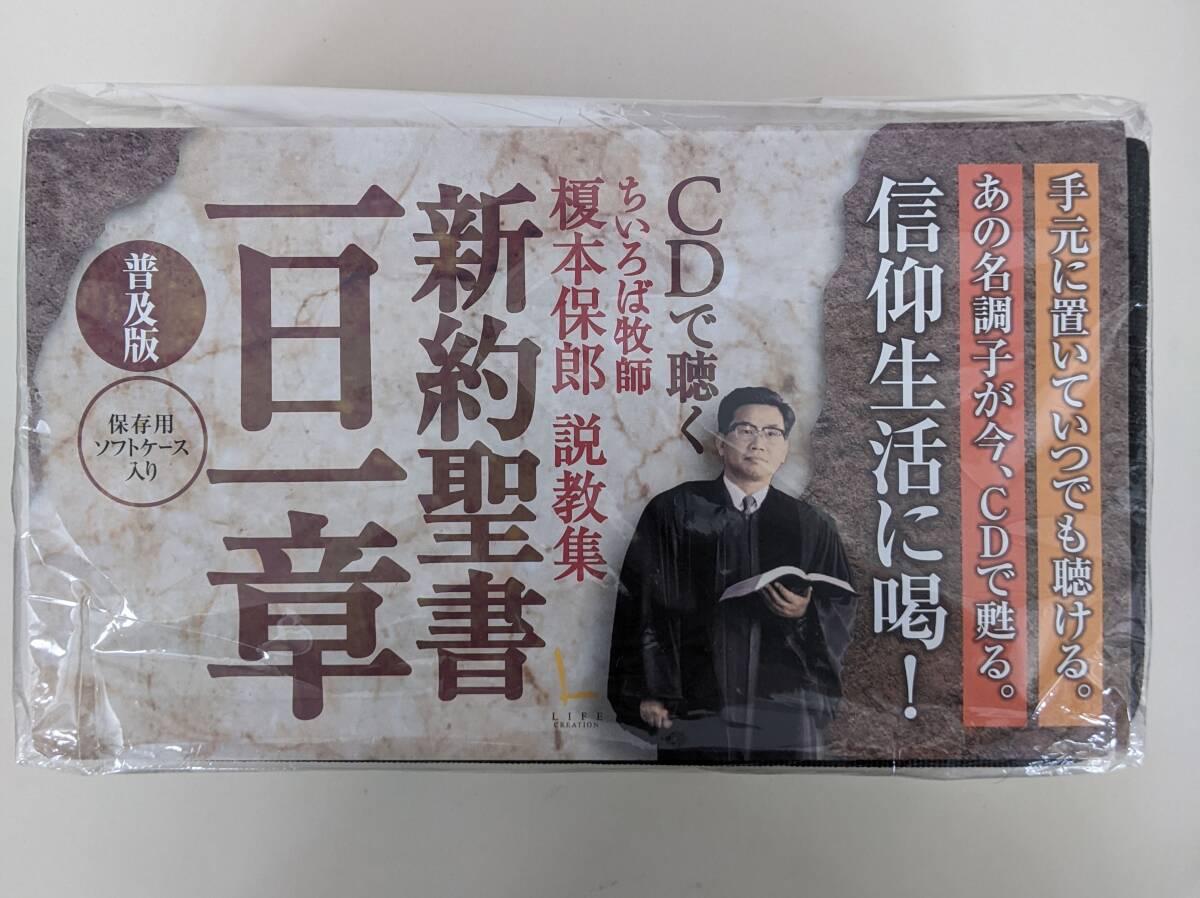 手元に置いていつでも聴ける。
あの名調子が今、CDで甦る。
信仰生活に喝!
CDで聴く
ちいろば牧師
榎本保郎 説教集
新約聖書
一日一章
普及版
保存用
ソフトケース
入り
LIFE
CREATION